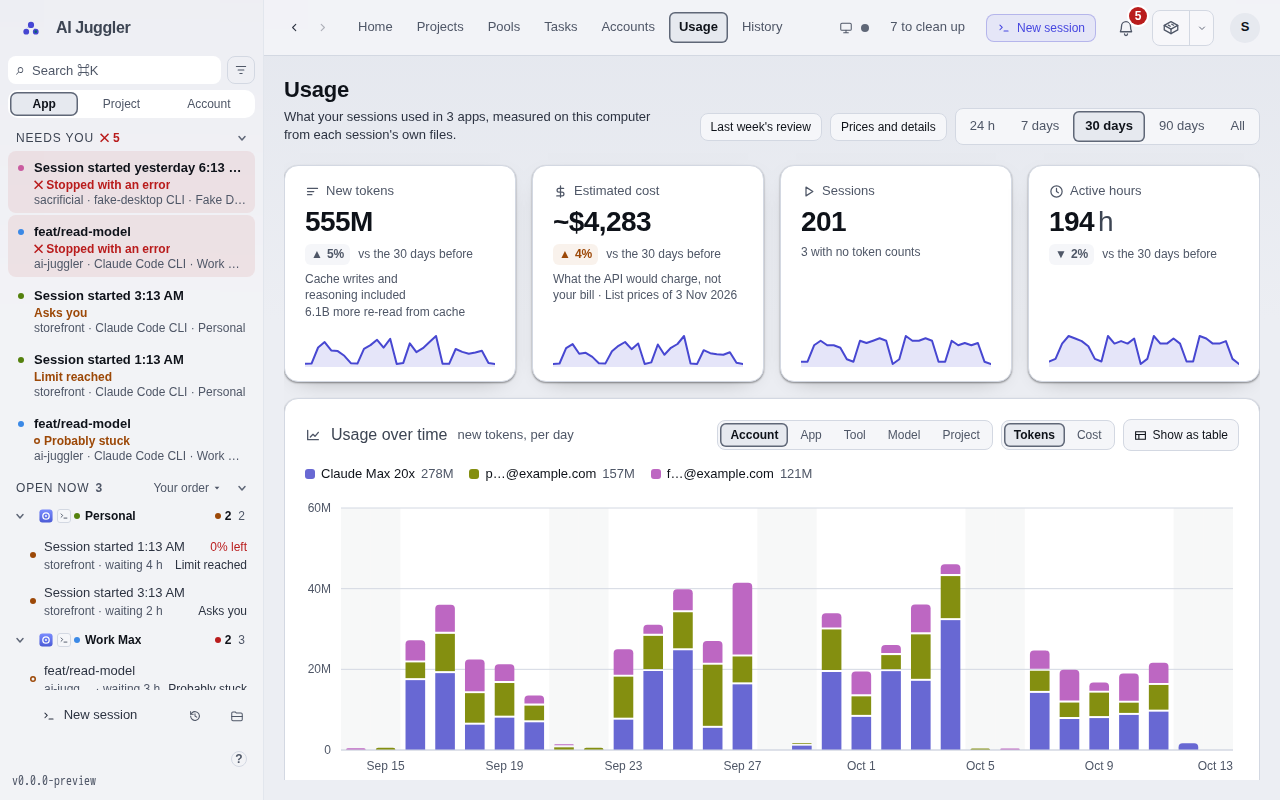 AI Juggler
Search ⌘K
App
Project
Account
NEEDS YOU 5
Session started yesterday 6:13 …
Stopped with an error
sacrificial · fake-desktop CLI · Fake D…
feat/read-model
Stopped with an error
ai-juggler · Claude Code CLI · Work …
Session started 3:13 AM
Asks you
storefront · Claude Code CLI · Personal
Session started 1:13 AM
Limit reached
storefront · Claude Code CLI · Personal
feat/read-model
Probably stuck
ai-juggler · Claude Code CLI · Work …
OPEN NOW 3
Your order
Personal
2 2
Session started 1:13 AM
0% left
storefront · waiting 4 h
Limit reached
Session started 3:13 AM
storefront · waiting 2 h
Asks you
Work Max
2 3
feat/read-model
ai-jugg… · waiting 3 h
Probably stuck
New session
?
v0.0.0-preview
Home
Projects
Pools
Tasks
Accounts
Usage
History
7 to clean up
New session
5
S
Usage
What your sessions used in 3 apps, measured on this computer
from each session's own files.
Last week's review
Prices and details
24 h
7 days
30 days
90 days
All
New tokens
555M
▲ 5% vs the 30 days before
Cache writes and
reasoning included
6.1B more re-read from cache
Estimated cost
~$4,283
▲ 4% vs the 30 days before
What the API would charge, not
your bill · List prices of 3 Nov 2026
Sessions
201
3 with no token counts
Active hours
194 h
▼ 2% vs the 30 days before
Usage over time
new tokens, per day
Account
App
Tool
Model
Project
Tokens
Cost
Show as table
Claude Max 20x 278M
p…@example.com 157M
f…@example.com 121M
60M
40M
20M
0
Sep 15
Sep 19
Sep 23
Sep 27
Oct 1
Oct 5
Oct 9
Oct 13